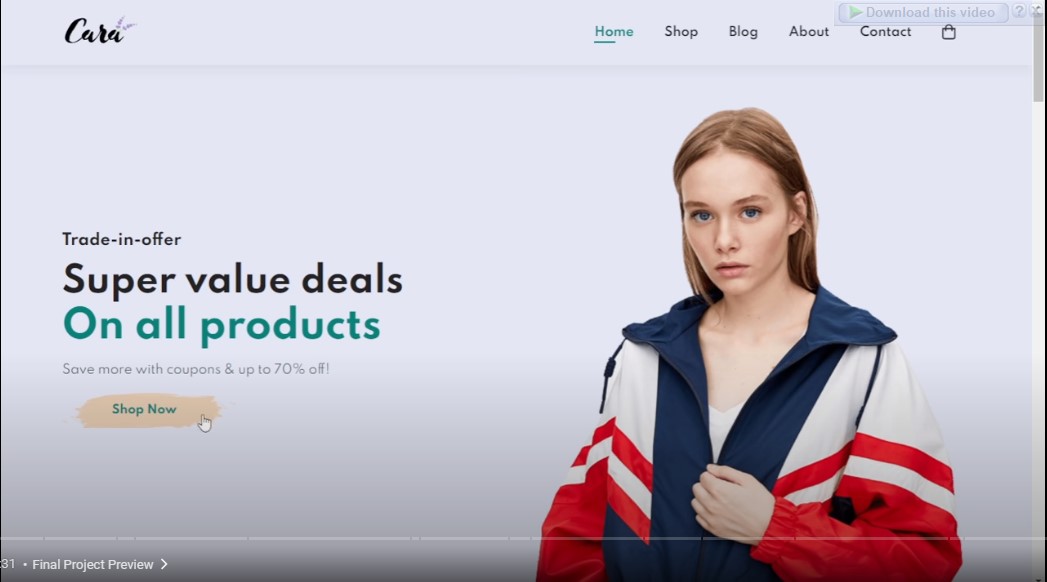 Cara
Home Shop Blog About Contact
Download this video ?
Trade-in-offer
Super value deals
On all products
Save more with coupons & up to 70% off!
Shop Now
:31 • Final Project Preview